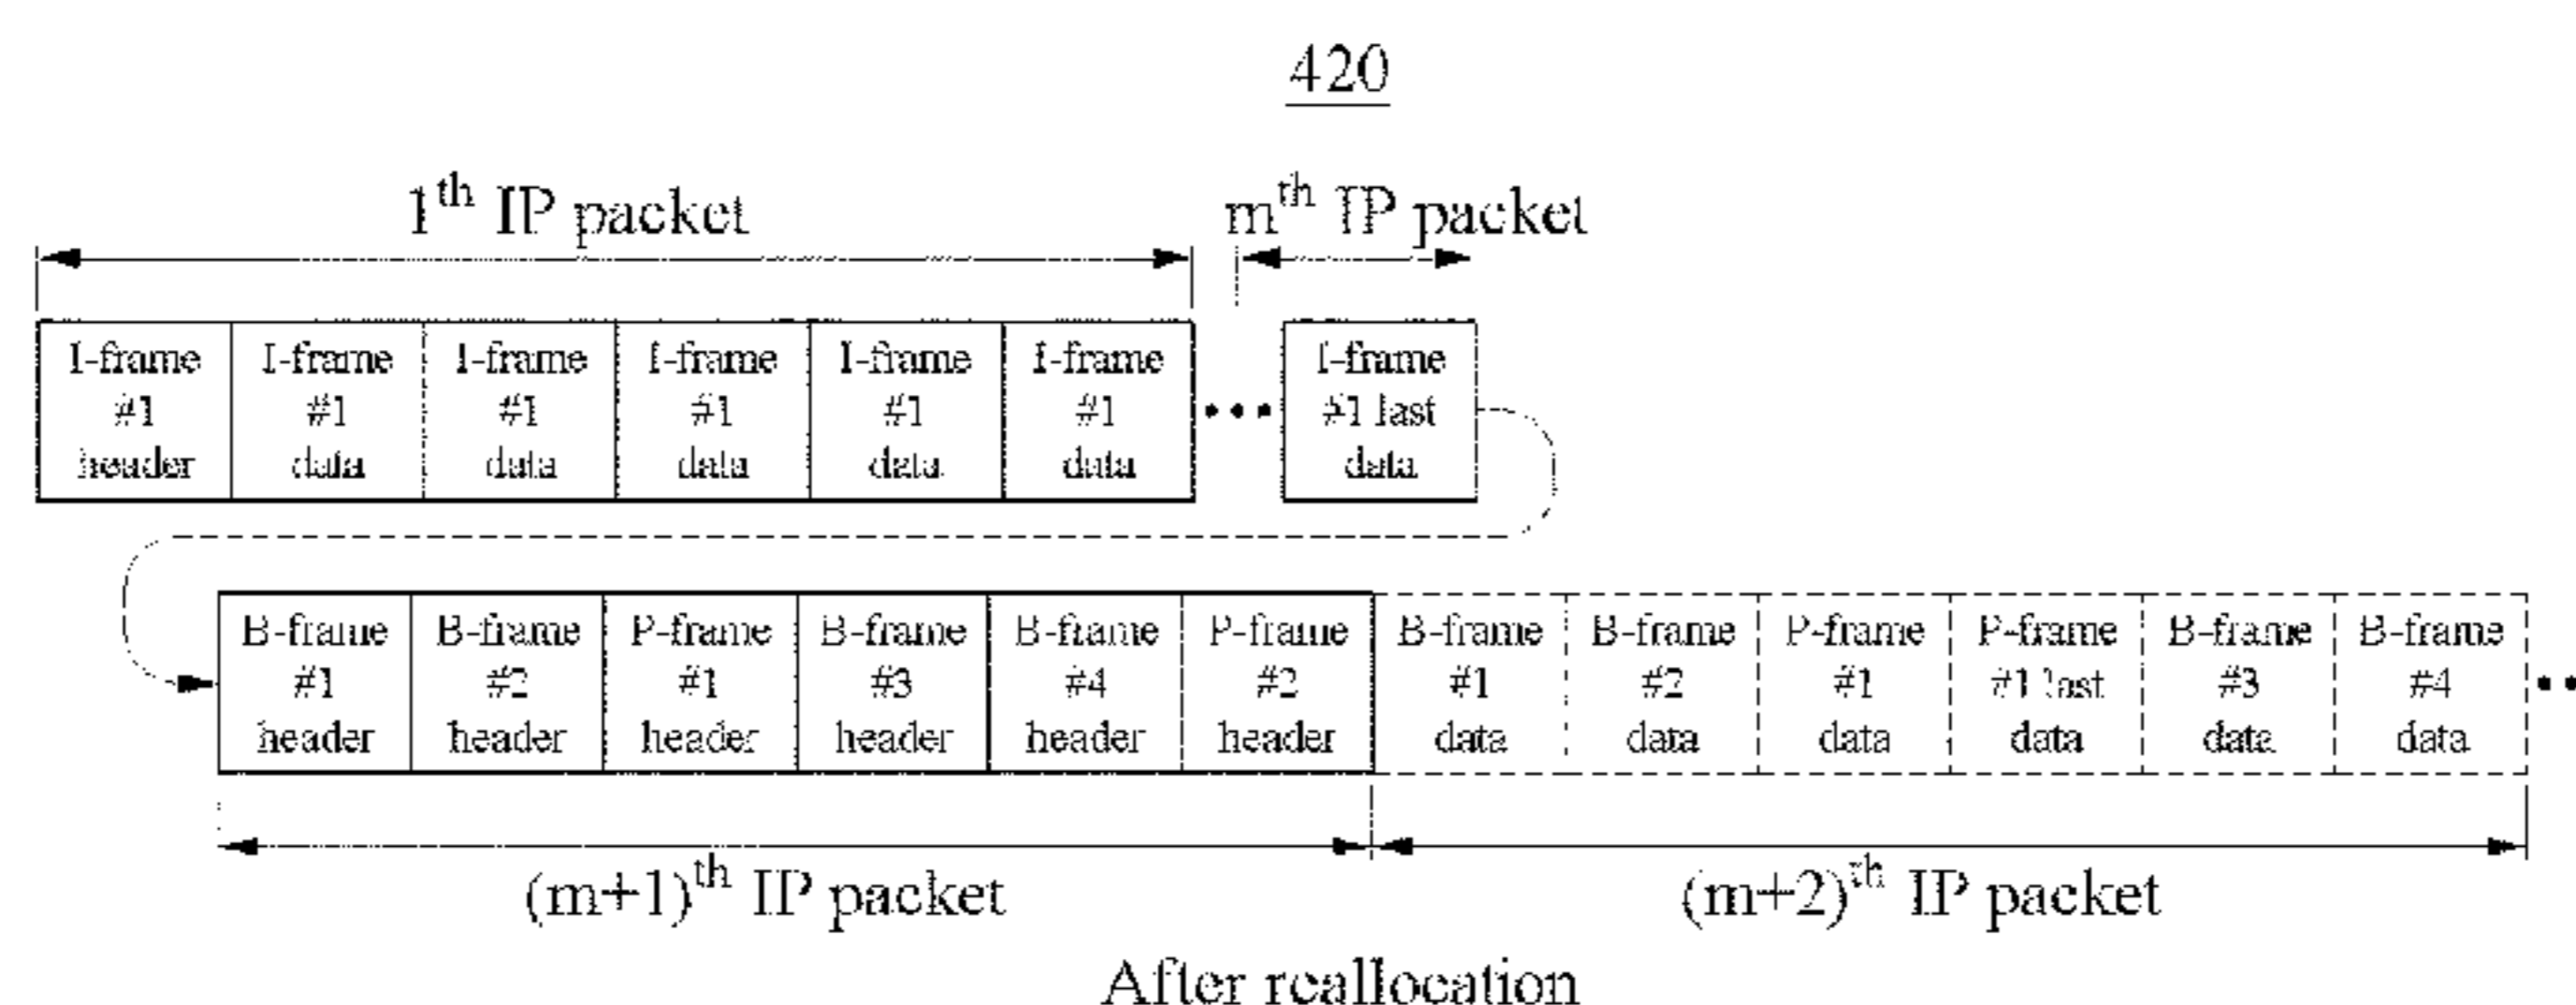 420
1th IP packet
mth IP packet
I-frame #1 header
I-frame #1 data
I-frame #1 data
I-frame #1 data
I-frame #1 data
I-frame #1 data
•••
I-frame #1 last data
B-frame #1 header
B-frame #2 header
P-frame #1 header
B-frame #3 header
B-frame #4 header
P-frame #2 header
B-frame #1 data
B-frame #2 data
P-frame #1 data
P-frame #1 last data
B-frame #3 data
B-frame #4 data
(m+1)th IP packet
(m+2)th IP packet
After reallocation